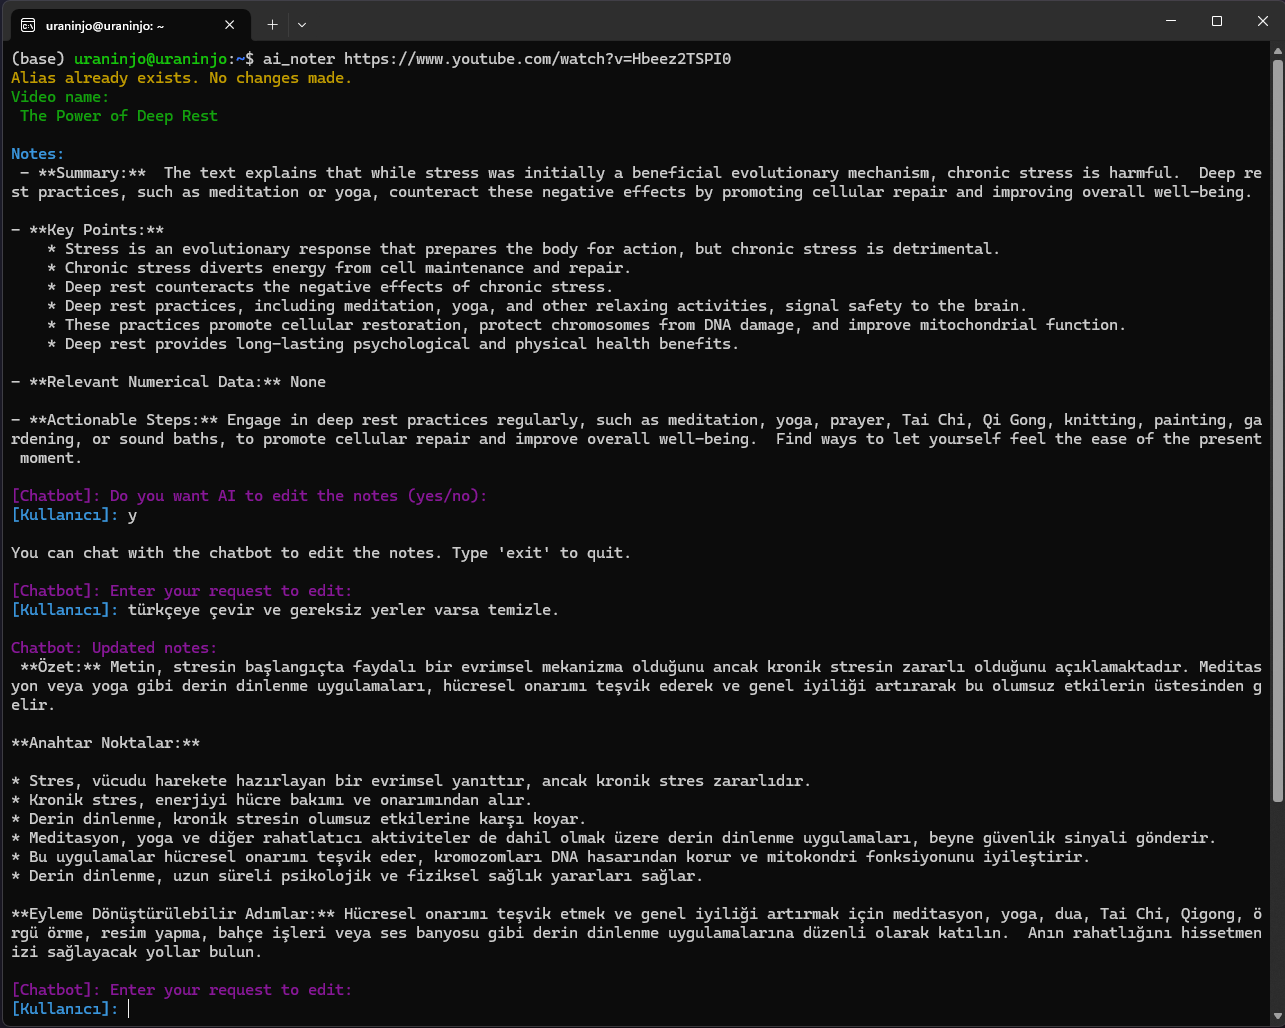 uraninjo@uraninjo: ~
(base) uraninjo@uraninjo:~$ ai_noter https://www.youtube.com/watch?v=Hbeez2TSPI0
Alias already exists. No changes made.
Video name:
The Power of Deep Rest
Notes:
- **Summary:**  The text explains that while stress was initially a beneficial evolutionary mechanism, chronic stress is harmful.  Deep re
st practices, such as meditation or yoga, counteract these negative effects by promoting cellular repair and improving overall well-being.
- **Key Points:**
* Stress is an evolutionary response that prepares the body for action, but chronic stress is detrimental.
* Chronic stress diverts energy from cell maintenance and repair.
* Deep rest counteracts the negative effects of chronic stress.
* Deep rest practices, including meditation, yoga, and other relaxing activities, signal safety to the brain.
* These practices promote cellular restoration, protect chromosomes from DNA damage, and improve mitochondrial function.
* Deep rest provides long-lasting psychological and physical health benefits.
- **Relevant Numerical Data:** None
- **Actionable Steps:** Engage in deep rest practices regularly, such as meditation, yoga, prayer, Tai Chi, Qi Gong, knitting, painting, ga
rdening, or sound baths, to promote cellular repair and improve overall well-being.  Find ways to let yourself feel the ease of the present
moment.
[Chatbot]: Do you want AI to edit the notes (yes/no):
[Kullanıcı]: y
You can chat with the chatbot to edit the notes. Type 'exit' to quit.
[Chatbot]: Enter your request to edit:
[Kullanıcı]: türkçeye çevir ve gereksiz yerler varsa temizle.
Chatbot: Updated notes:
**Özet:** Metin, stresin başlangıçta faydalı bir evrimsel mekanizma olduğunu ancak kronik stresin zararlı olduğunu açıklamaktadır. Meditas
yon veya yoga gibi derin dinlenme uygulamaları, hücresel onarımı teşvik ederek ve genel iyiliği artırarak bu olumsuz etkilerin üstesinden g
elir.
**Anahtar Noktalar:**
* Stres, vücudu harekete hazırlayan bir evrimsel yanıttır, ancak kronik stres zararlıdır.
* Kronik stres, enerjiyi hücre bakımı ve onarımından alır.
* Derin dinlenme, kronik stresin olumsuz etkilerine karşı koyar.
* Meditasyon, yoga ve diğer rahatlatıcı aktiviteler de dahil olmak üzere derin dinlenme uygulamaları, beyne güvenlik sinyali gönderir.
* Bu uygulamalar hücresel onarımı teşvik eder, kromozomları DNA hasarından korur ve mitokondri fonksiyonunu iyileştirir.
* Derin dinlenme, uzun süreli psikolojik ve fiziksel sağlık yararları sağlar.
**Eyleme Dönüştürülebilir Adımlar:** Hücresel onarımı teşvik etmek ve genel iyiliği artırmak için meditasyon, yoga, dua, Tai Chi, Qigong, ö
rgü örme, resim yapma, bahçe işleri veya ses banyosu gibi derin dinlenme uygulamalarına düzenli olarak katılın.  Anın rahatlığını hissetmen
izi sağlayacak yollar bulun.
[Chatbot]: Enter your request to edit:
[Kullanıcı]: